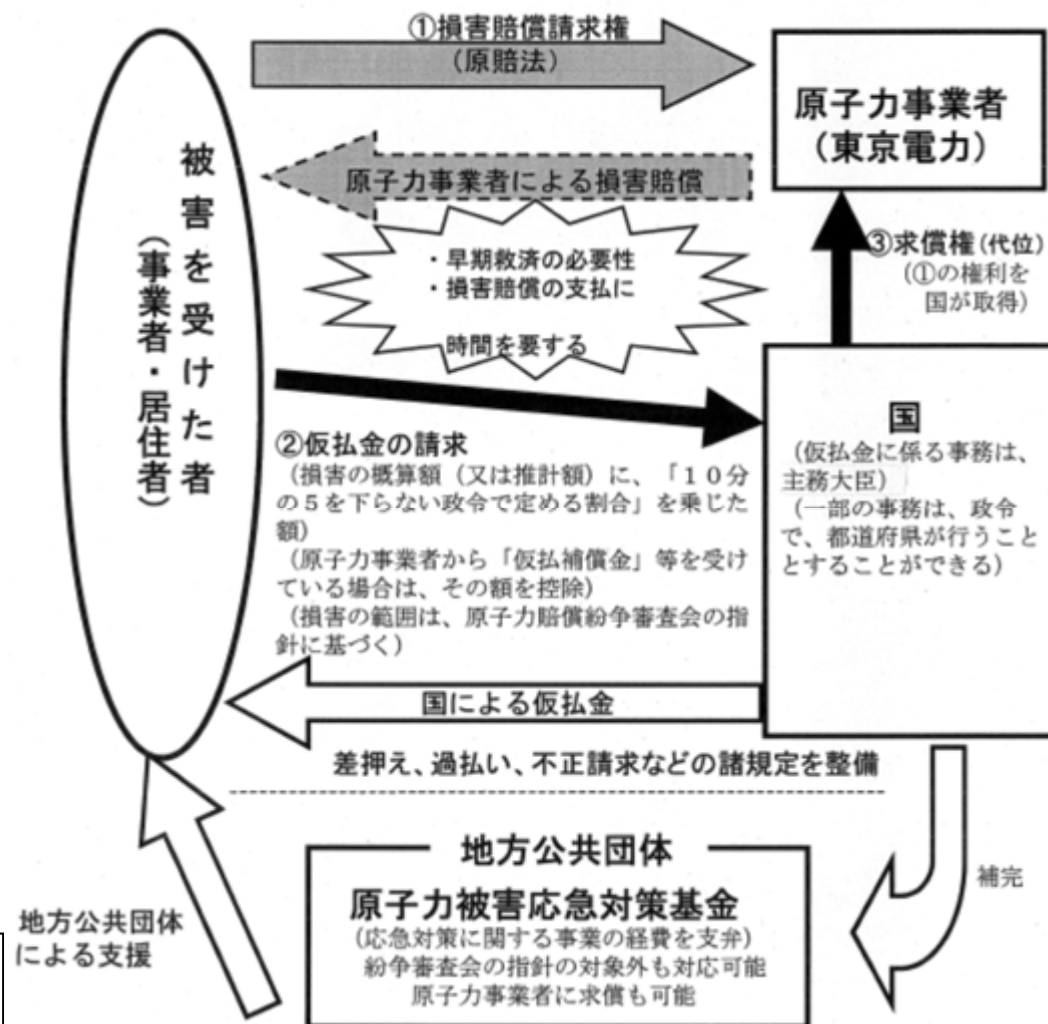 ①損害賠償請求権
(原賠法)
原子力事業者
(東京電力)
原子力事業者による損害賠償
被害を受けた者
(事業者・居住者)
・早期救済の必要性
・損害賠償の支払に
時間を要する
③求償権(代位)
(①の権利を
国が取得)
②仮払金の請求
(損害の概算額(又は推計額)に、「10分
の5を下らない政令で定める割合」を乗じた
額)
(原子力事業者から「仮払補償金」等を受け
ている場合は、その額を控除)
(損害の範囲は、原子力賠償紛争審査会の指
針に基づく)
国
(仮払金に係る事務は、
主務大臣)
(一部の事務は、政令
で、都道府県が行うこと
とすることができる)
国による仮払金
差押え、過払い、不正請求などの諸規定を整備
地方公共団体
原子力被害応急対策基金
(応急対策に関する事業の経費を支弁)
紛争審査会の指針の対象外も対応可能
原子力事業者に求償も可能
補完
地方公共団体
による支援